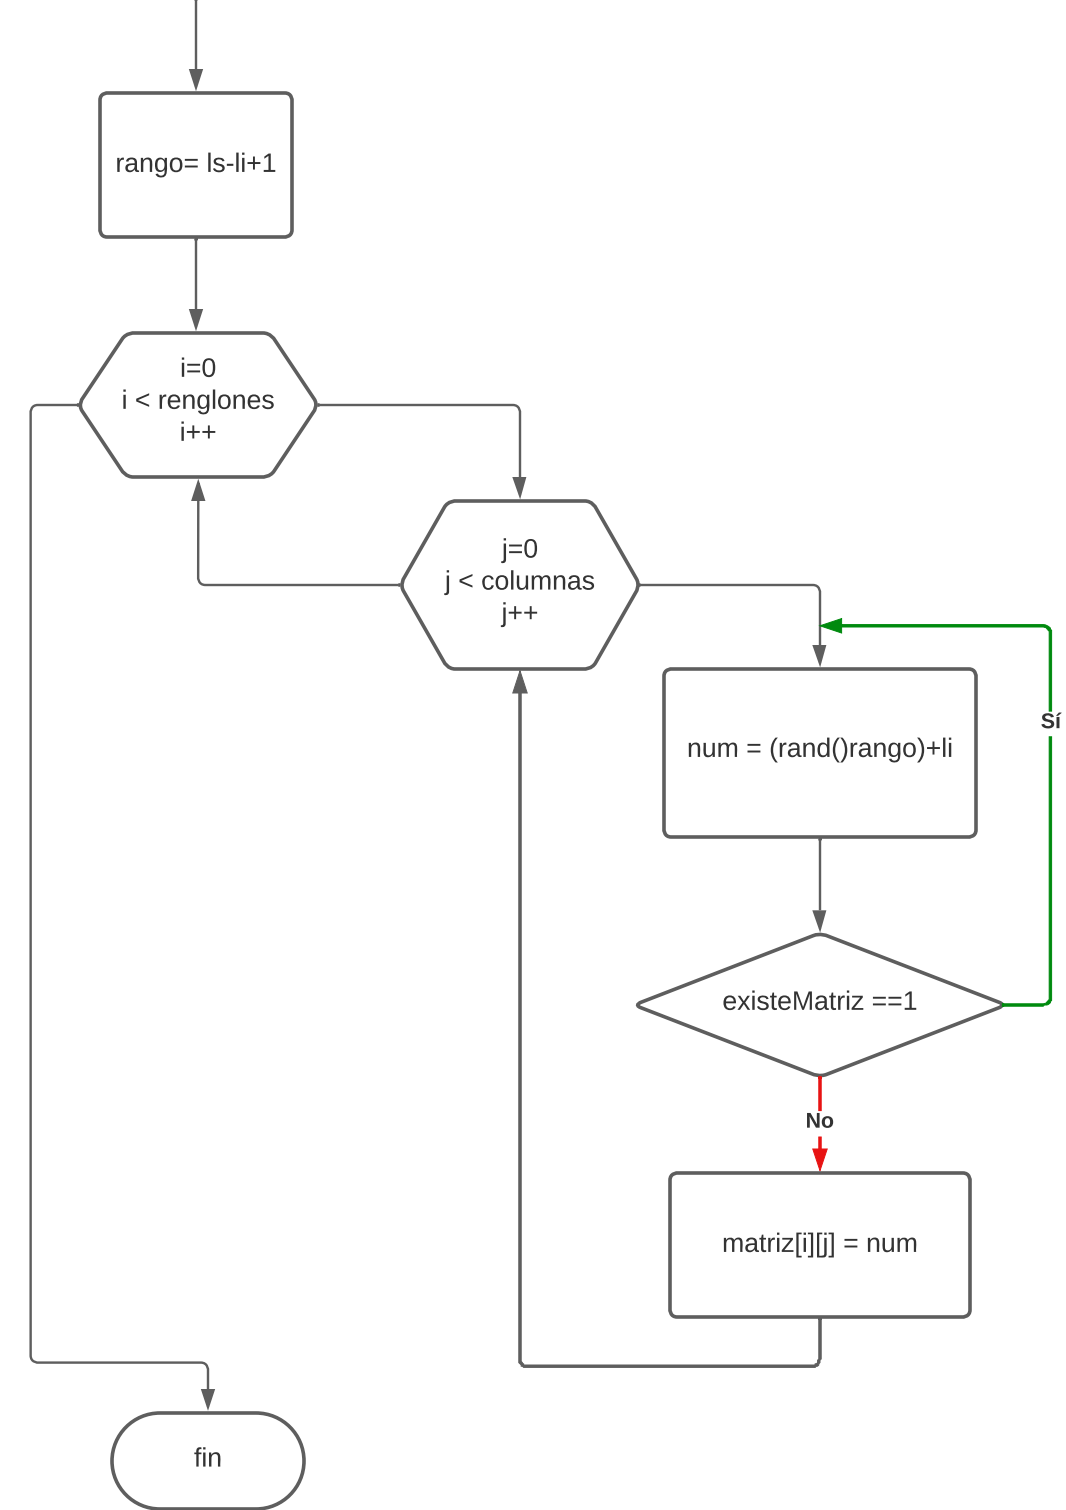 rango= ls-li+1
i=0
i < renglones
i++
j=0
j < columnas
j++
Sí
num = (rand()rango)+li
existeMatriz ==1
No
matriz[i][j] = num
fin